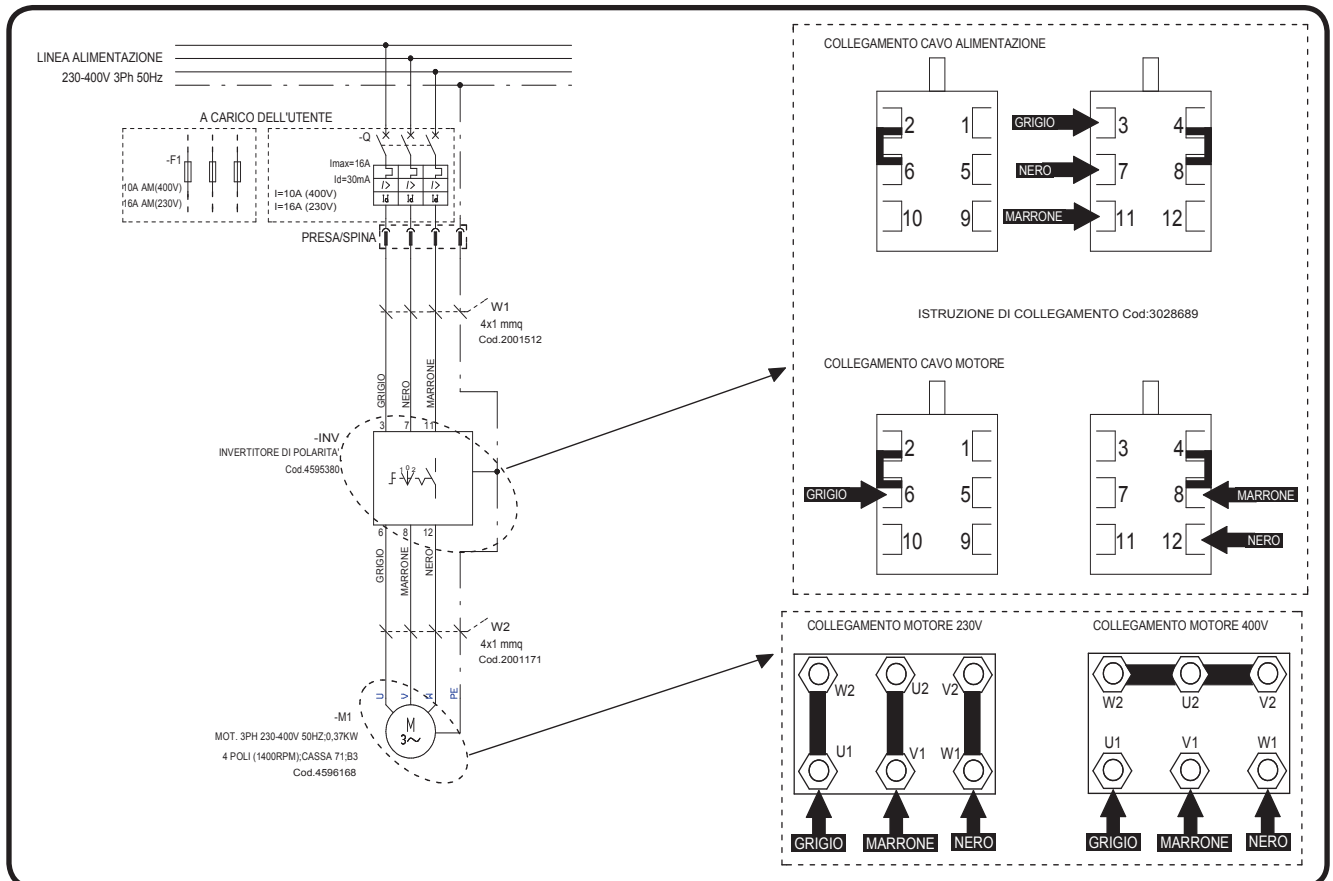 LINEA ALIMENTAZIONE
230-400V 3Ph 50Hz
A CARICO DELL'UTENTE
-F1
10A AM(400V)
16A AM(230V)
-Q
Imax=16A
Id=30mA
I=10A (400V)
I=16A (230V)
I> I> I>
Id Id Id
PRESA/SPINA
W1
4x1 mmq
Cod.2001512
GRIGIO NERO MARRONE
3 7 11
-INV
INVERTITORE DI POLARITA'
Cod.4595380
1 0 2
6 8 12
GRIGIO MARRONE NERO
W2
4x1 mmq
Cod.2001171
U V W PE
-M1
M
3~
MOT. 3PH 230-400V 50HZ;0,37KW
4 POLI (1400RPM);CASSA 71;B3
Cod.4596168
COLLEGAMENTO CAVO ALIMENTAZIONE
2 1 GRIGIO 3 4
6 5 NERO 7 8
10 9 MARRONE 11 12
ISTRUZIONE DI COLLEGAMENTO Cod:3028689
COLLEGAMENTO CAVO MOTORE
2 1 3 4
GRIGIO 6 5 7 8 MARRONE
10 9 11 12 NERO
COLLEGAMENTO MOTORE 230V
W2 U2 V2
U1 V1 W1
GRIGIO MARRONE NERO
COLLEGAMENTO MOTORE 400V
W2 U2 V2
U1 V1 W1
GRIGIO MARRONE NERO